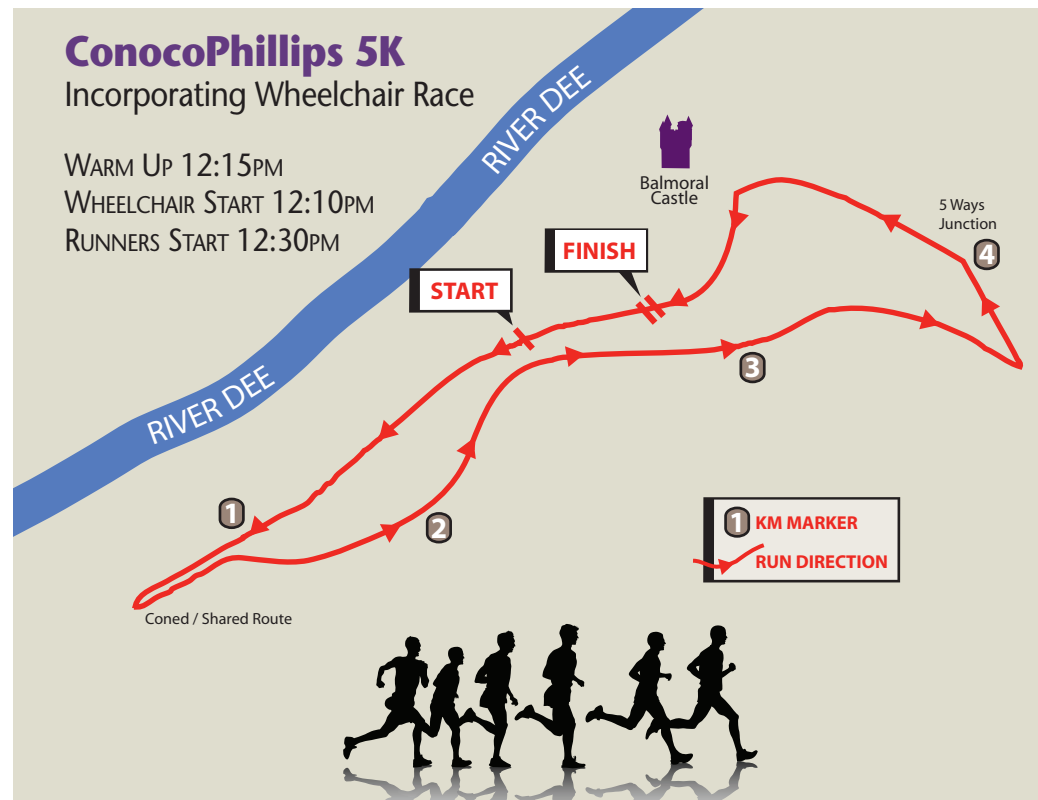 ConocoPhillips 5K
Incorporating Wheelchair Race
WARM UP 12:15PM
WHEELCHAIR START 12:10PM
RUNNERS START 12:30PM
RIVER DEE
Balmoral
Castle
5 Ways
Junction
4
FINISH
START
3
RIVER DEE
1
2
1 KM MARKER
RUN DIRECTION
Coned / Shared Route